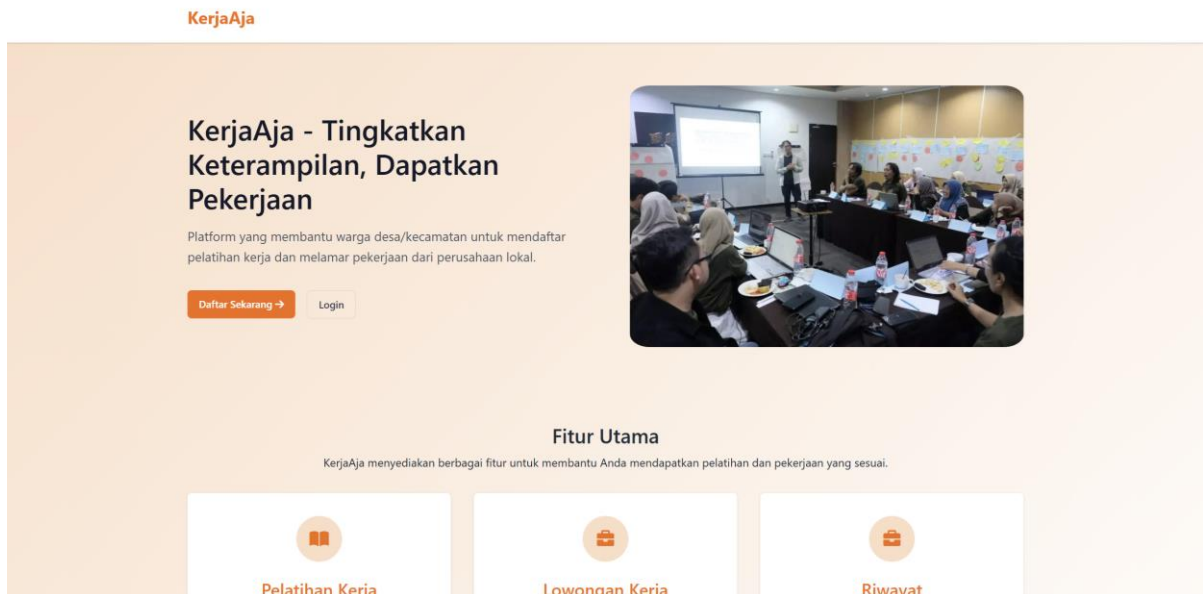 KerjaAja
KerjaAja - Tingkatkan
Keterampilan, Dapatkan
Pekerjaan
Platform yang membantu warga desa/kecamatan untuk mendaftar
pelatihan kerja dan melamar pekerjaan dari perusahaan lokal.
Daftar Sekarang →
Login
Fitur Utama
KerjaAja menyediakan berbagai fitur untuk membantu Anda mendapatkan pelatihan dan pekerjaan yang sesuai.
Pelatihan Kerja
Lowongan Kerja
Riwayat